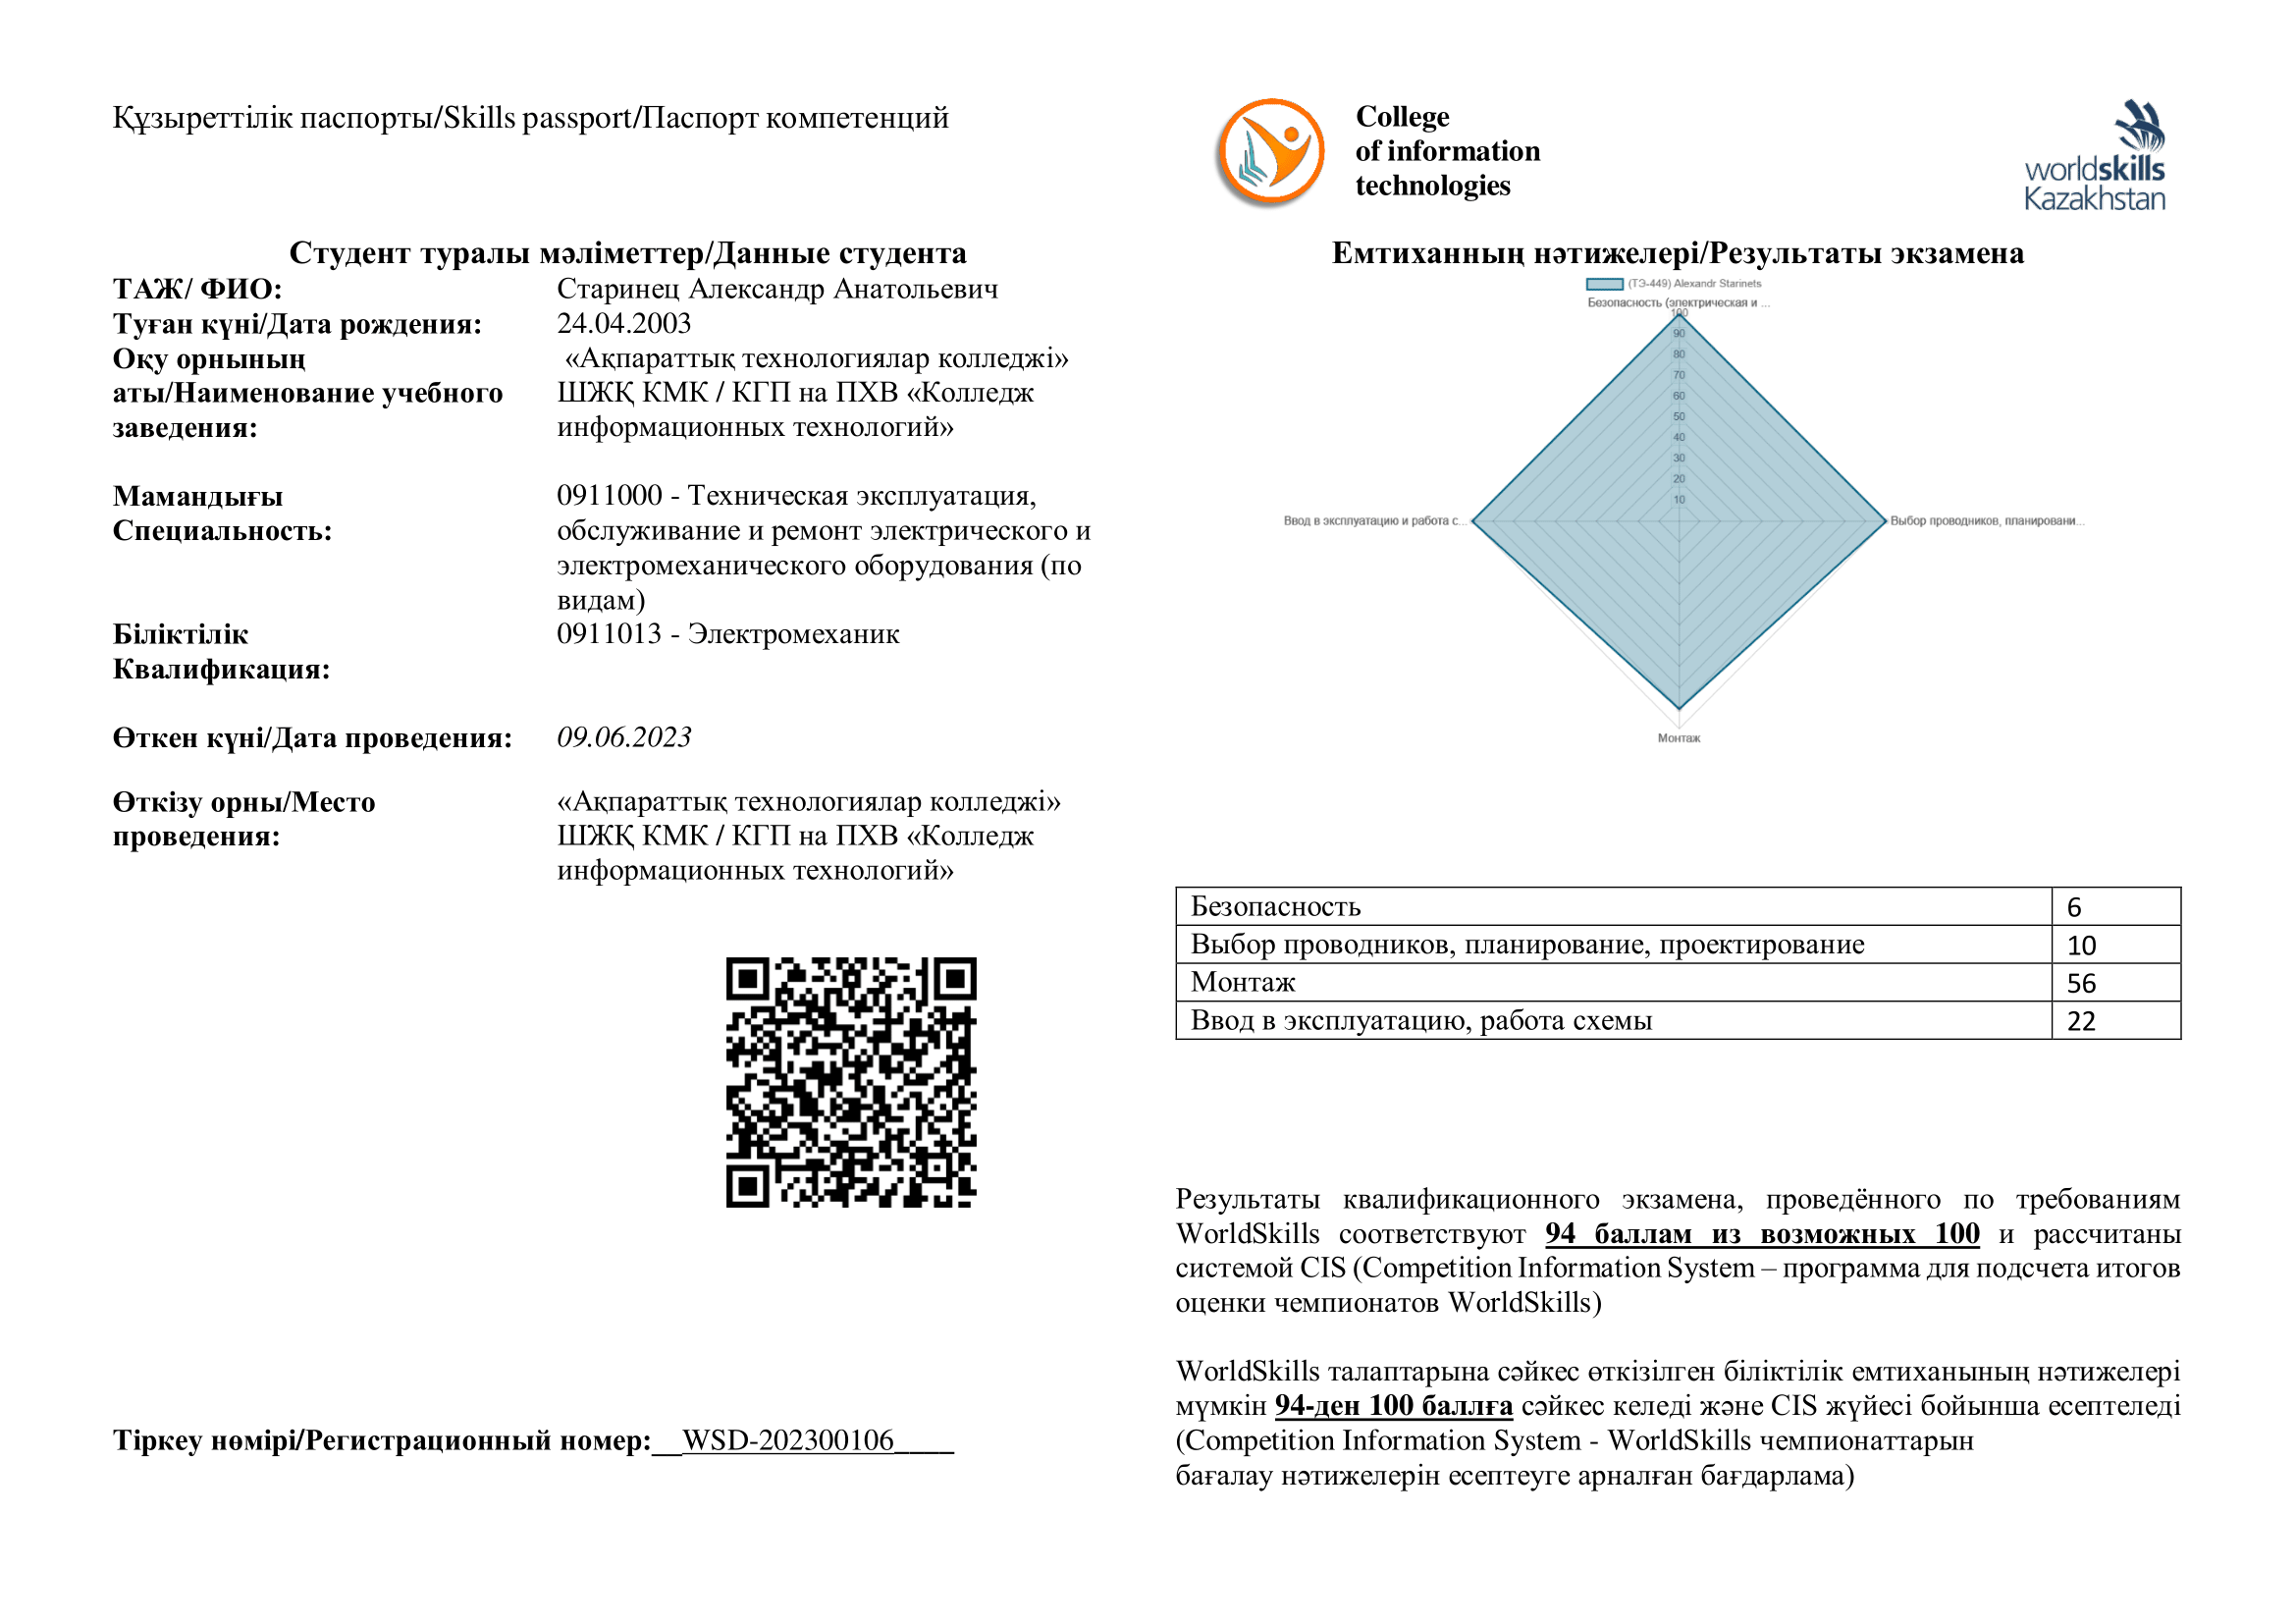 Құзыреттілік паспорты/Skills passport/Паспорт компетенций
Студент туралы мәліметтер/Данные студента
ТАЖ/ ФИО: Старинец Александр Анатольевич
Туған күні/Дата рождения: 24.04.2003
Оқу орнының «Ақпараттық технологиялар колледжі»
аты/Наименование учебного ШЖҚ КМК / КГП на ПХВ «Колледж
заведения: информационных технологий»
Мамандығы 0911000 - Техническая эксплуатация,
Специальность: обслуживание и ремонт электрического и
электромеханического оборудования (по
видам)
Біліктілік 0911013 - Электромеханик
Квалификация:
Өткен күні/Дата проведения: 09.06.2023
Өткізу орны/Место «Ақпараттық технологиялар колледжі»
проведения: ШЖҚ КМК / КГП на ПХВ «Колледж
информационных технологий»
Тіркеу нөмірі/Регистрационный номер:__WSD-202300106____
College
of information
technologies
worldskills
Kazakhstan
Емтиханның нәтижелері/Результаты экзамена
(ТЭ-449) Alexandr Starinets
Безопасность (электрическая и ...
100
90
80
70
60
50
40
30
20
10
Ввод в эксплуатацию и работа с...
Выбор проводников, планировани...
Монтаж
Безопасность 6
Выбор проводников, планирование, проектирование 10
Монтаж 56
Ввод в эксплуатацию, работа схемы 22
Результаты квалификационного экзамена, проведённого по требованиям
WorldSkills соответствуют 94 баллам из возможных 100 и рассчитаны
системой CIS (Competition Information System – программа для подсчета итогов
оценки чемпионатов WorldSkills)
WorldSkills талаптарына сәйкес өткізілген біліктілік емтиханының нәтижелері
мүмкін 94-ден 100 баллға сәйкес келеді және CIS жүйесі бойынша есептеледі
(Competition Information System - WorldSkills чемпионаттарын
бағалау нәтижелерін есептеуге арналған бағдарлама)